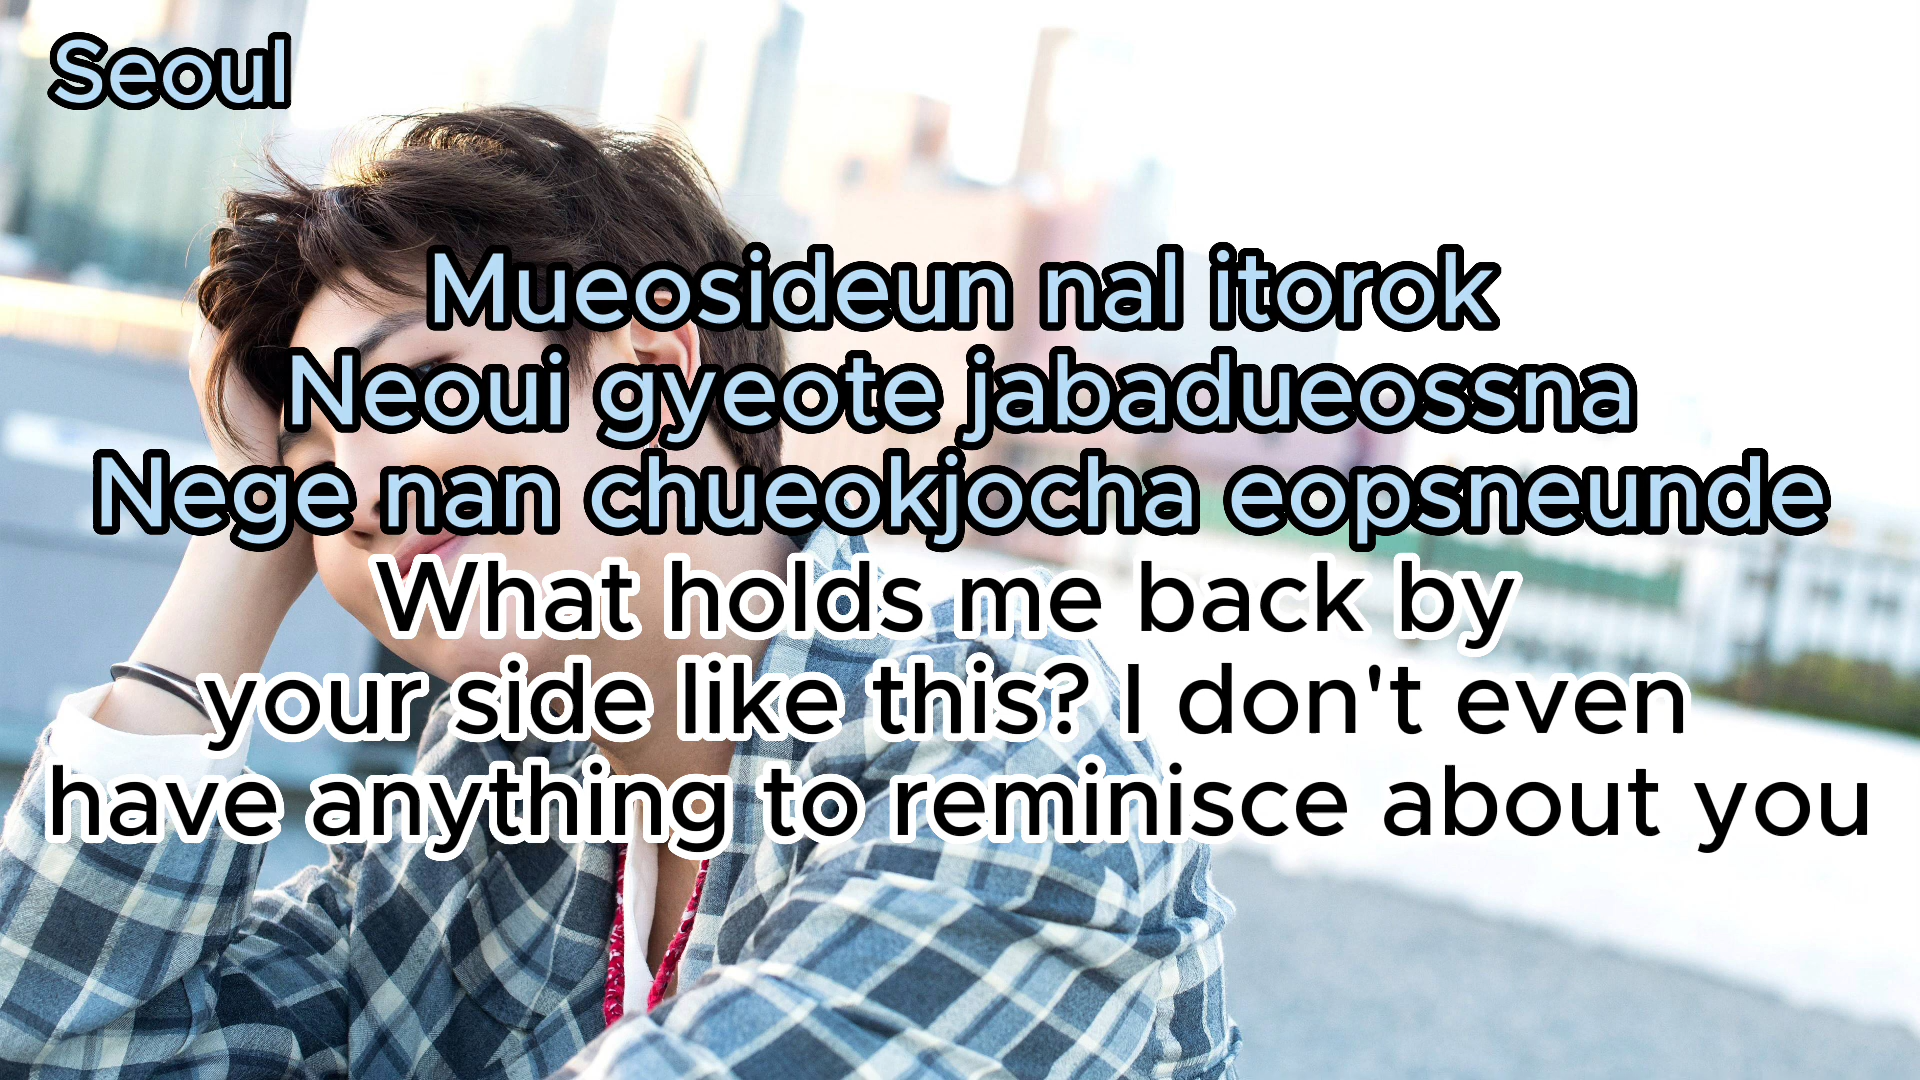 Seoul
Mueosideun nal itorok
Neoui gyeote jabadueossna
Nege nan chueokjocha eopsneunde
What holds me back by
your side like this? I don't even
have anything to reminisce about you